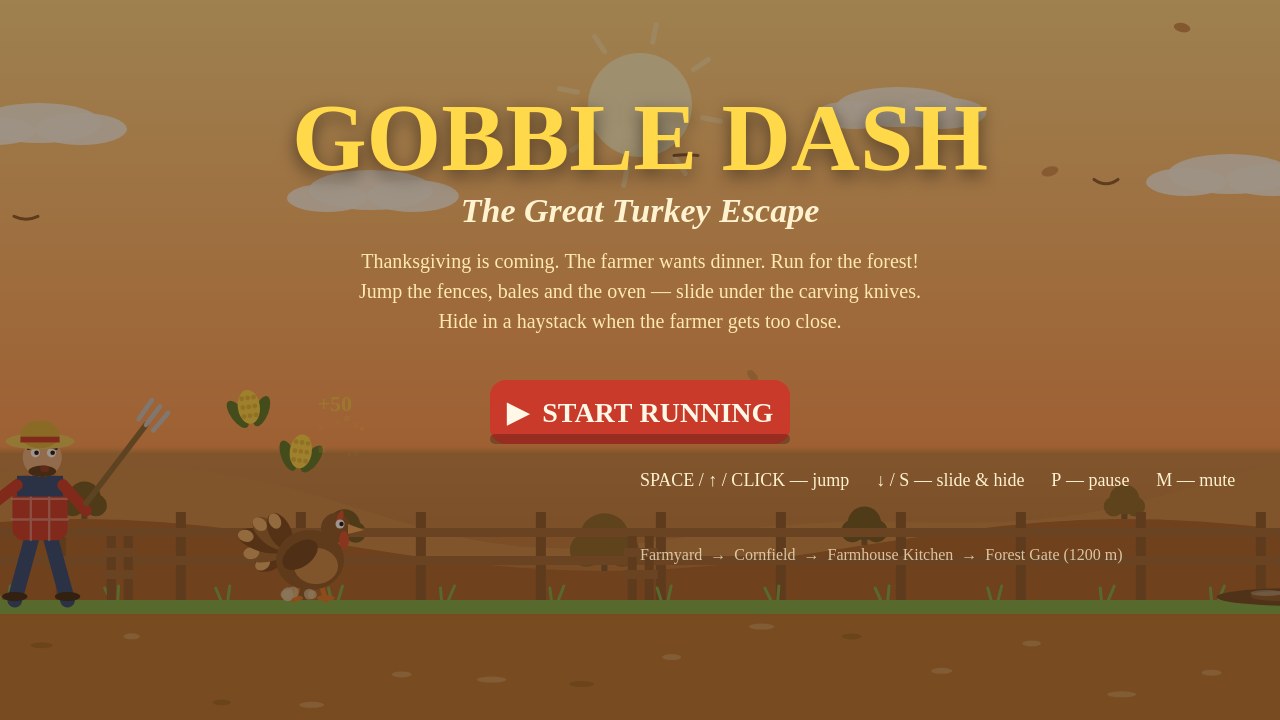 GOBBLE DASH
The Great Turkey Escape
Thanksgiving is coming. The farmer wants dinner. Run for the forest!
Jump the fences, bales and the oven — slide under the carving knives.
Hide in a haystack when the farmer gets too close.
+50
▶ START RUNNING
SPACE / ↑ / CLICK — jump ↓ / S — slide & hide P — pause M — mute
Farmyard → Cornfield → Farmhouse Kitchen → Forest Gate (1200 m)